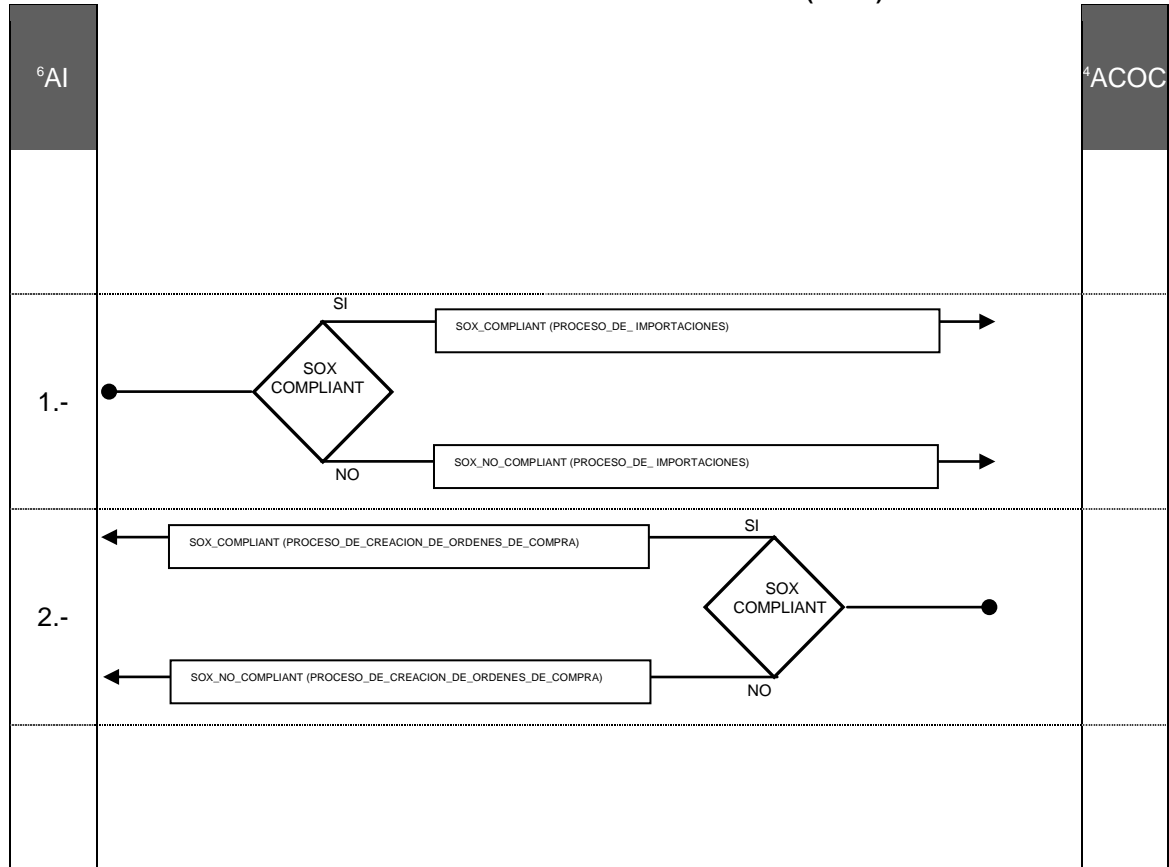 ⁶AI
⁴ACOC
SI
SOX_COMPLIANT (PROCESO_DE_ IMPORTACIONES)
SOX
COMPLIANT
1.-
SOX_NO_COMPLIANT (PROCESO_DE_ IMPORTACIONES)
NO
SI
SOX_COMPLIANT (PROCESO_DE_CREACION_DE_ORDENES_DE_COMPRA)
SOX
COMPLIANT
2.-
SOX_NO_COMPLIANT (PROCESO_DE_CREACION_DE_ORDENES_DE_COMPRA)
NO